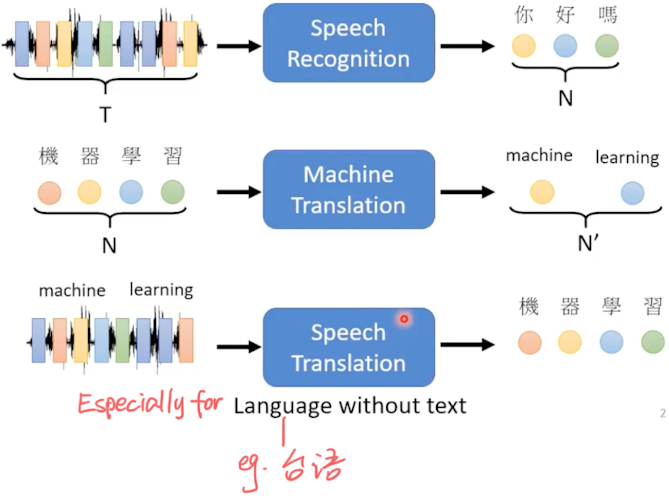 Speech
Recognition
你 好 嗎
T
N
機 器 學 習
Machine
Translation
machine learning
N
N’
machine learning
Speech
Translation
機 器 學 習
Especially for Language without text
eg. 台语
2